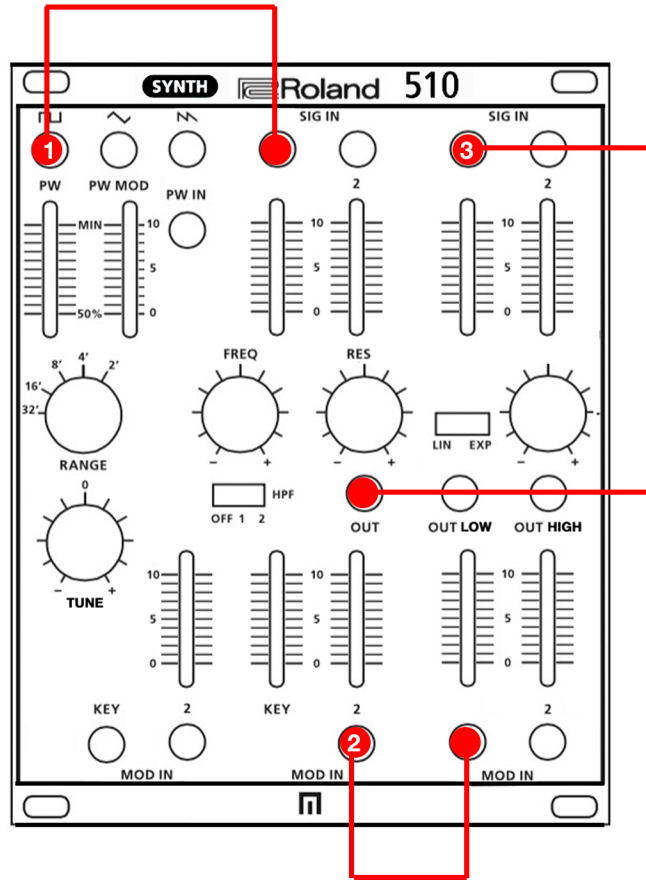 SYNTH Roland 510
SIG IN SIG IN
1 3
PW PW MOD 2 2
PW IN
MIN 10 10 10
5 5 5
50% 0 0 0
FREQ RES
4'
8' 2'
16'
32'
LIN EXP
RANGE - + - + - +
0
HPF
OFF 1 2 OUT OUT LOW OUT HIGH
10 10 10
- +
TUNE
5 5 5
0 0 0
KEY 2 KEY 2 2
2
MOD IN MOD IN MOD IN